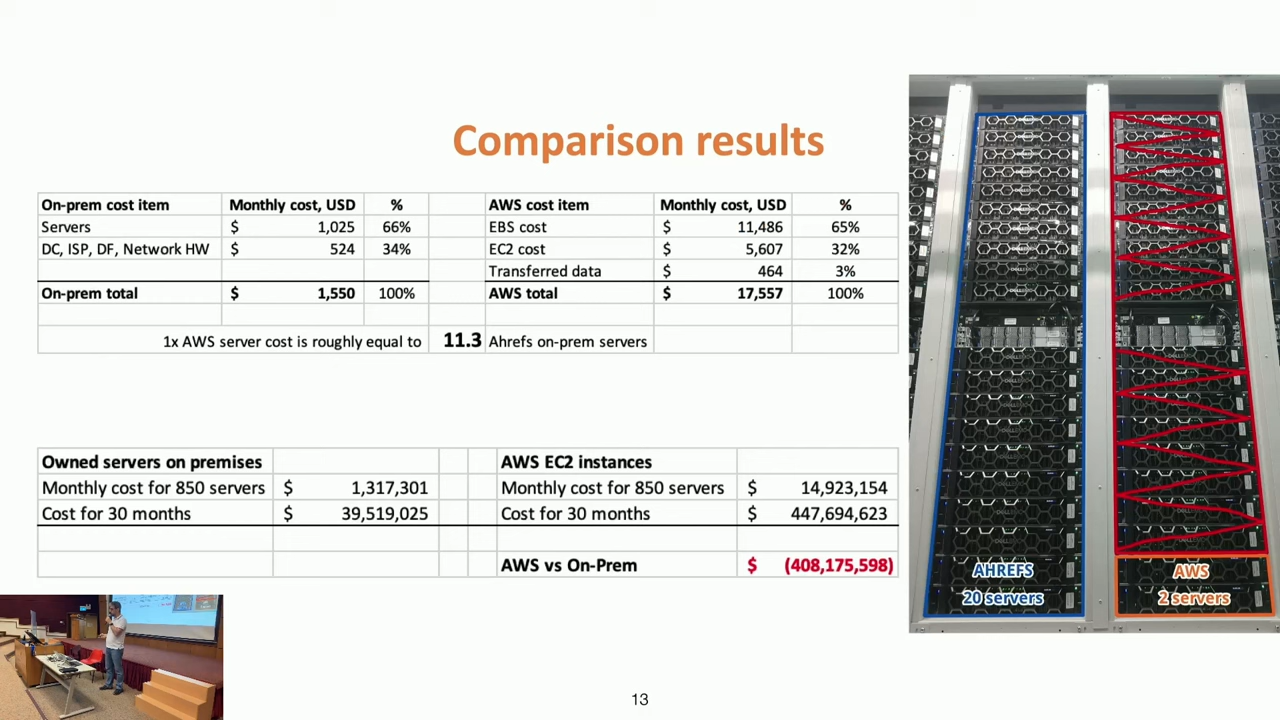 Comparison results
On-prem cost item Monthly cost, USD % AWS cost item Monthly cost, USD %
Servers $ 1,025 66% EBS cost $ 11,486 65%
DC, ISP, DF, Network HW $ 524 34% EC2 cost $ 5,607 32%
Transferred data $ 464 3%
On-prem total $ 1,550 100% AWS total $ 17,557 100%
1x AWS server cost is roughly equal to 11.3 Ahrefs on-prem servers
Owned servers on premises AWS EC2 instances
Monthly cost for 850 servers $ 1,317,301 Monthly cost for 850 servers $ 14,923,154
Cost for 30 months $ 39,519,025 Cost for 30 months $ 447,694,623
AWS vs On-Prem $ (408,175,598)
AHREFS
20 servers
AWS
2 servers
13